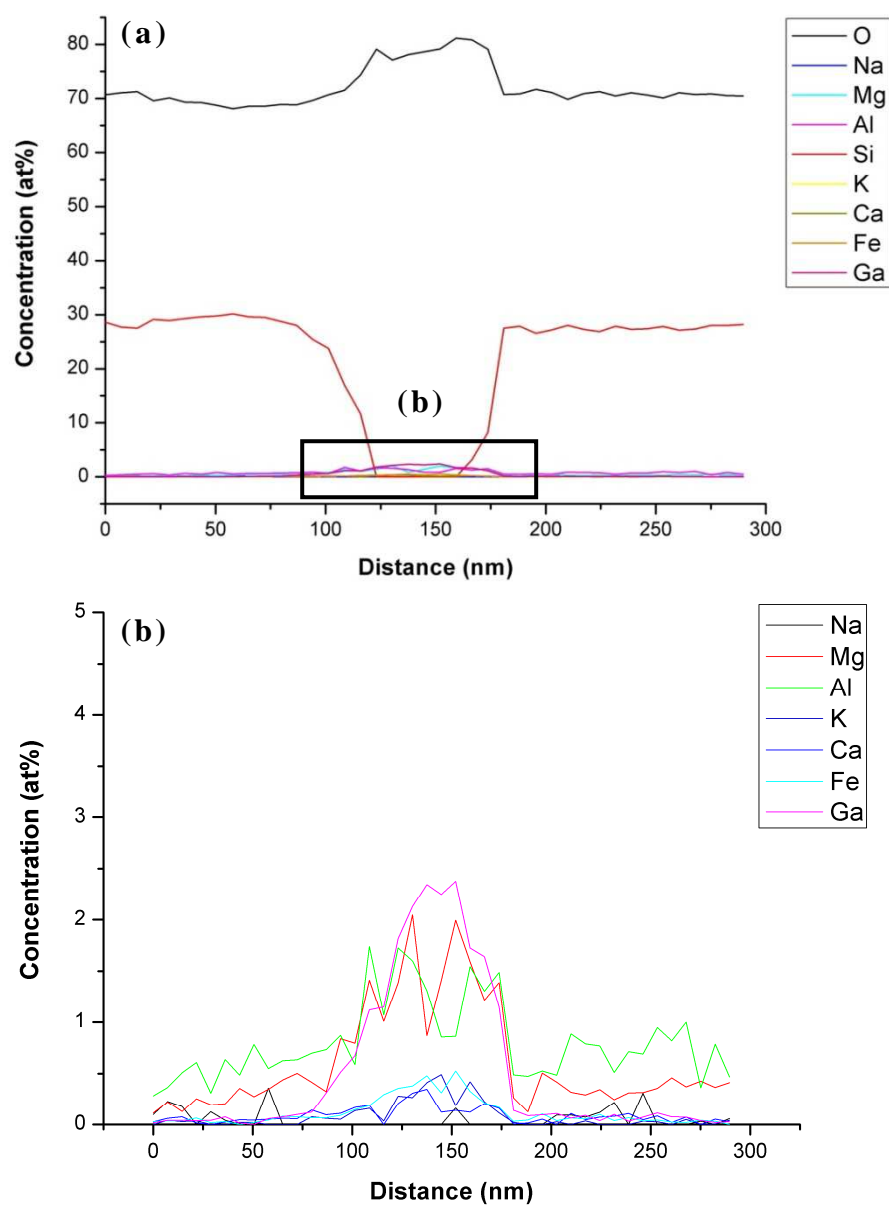 (a)
80
70
60
50
40
30
20
10
0
Concentration (at%)
(b)
0 50 100 150 200 250 300
Distance (nm)
O
Na
Mg
Al
Si
K
Ca
Fe
Ga
(b)
5
4
3
2
1
0
Concentration (at%)
0 50 100 150 200 250 300
Distance (nm)
Na
Mg
Al
K
Ca
Fe
Ga